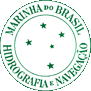 MARINHA DO BRASIL
HIDROGRAFIA E NAVEGAÇÃO